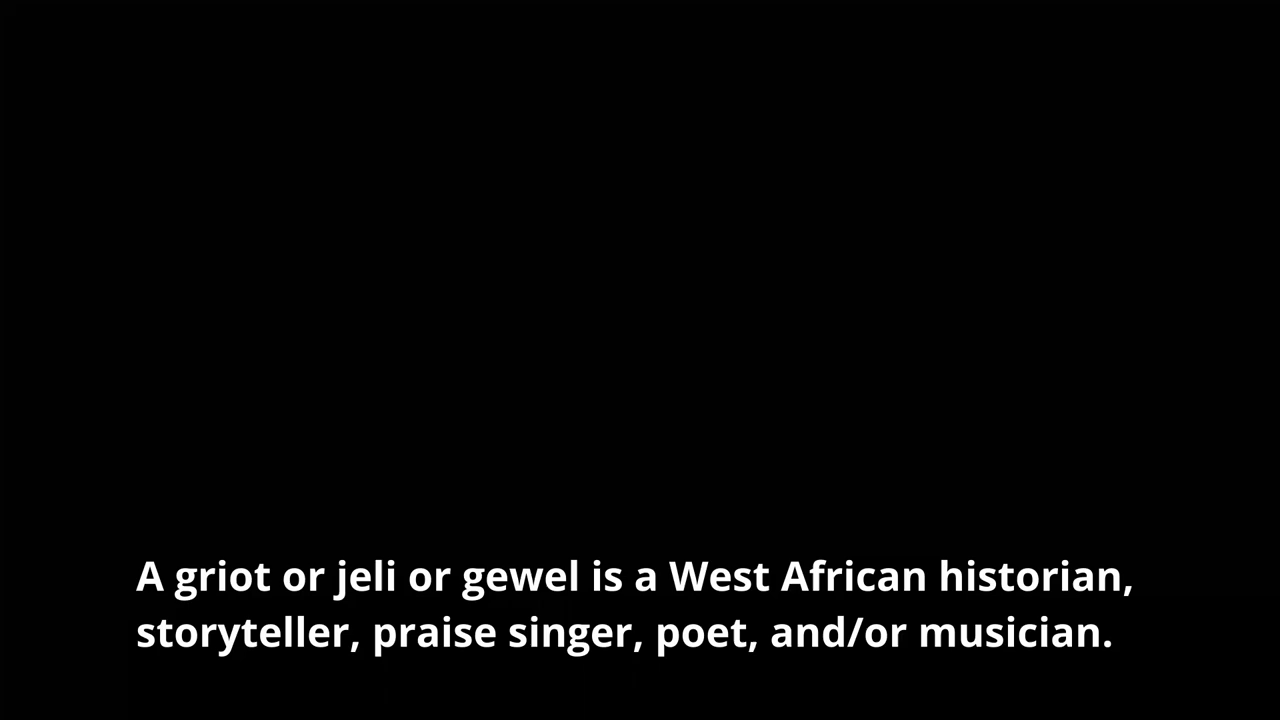 A griot or jeli or gewel is a West African historian,
storyteller, praise singer, poet, and/or musician.